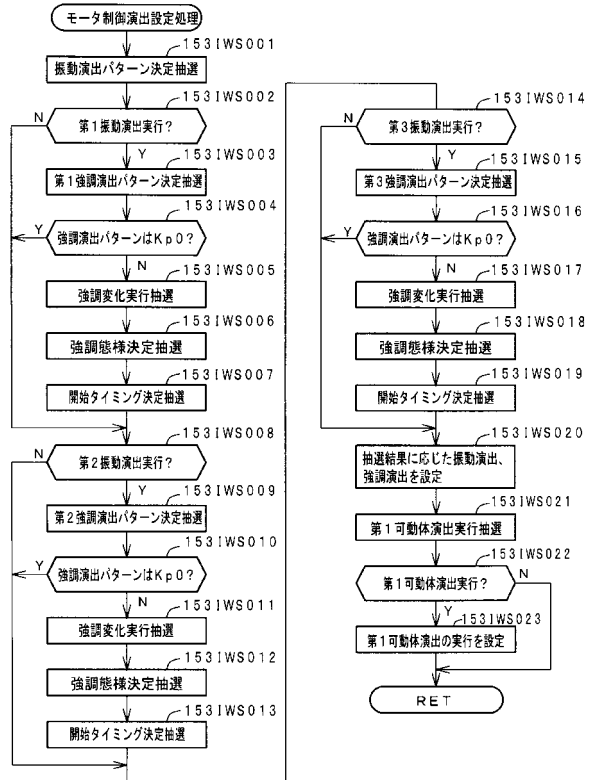 モータ制御演出設定処理
153IWS001
振動演出パターン決定抽選
153IWS002
N
第1振動演出実行?
Y
153IWS003
第1強調演出パターン決定抽選
153IWS004
Y
強調演出パターンはKp0?
N
153IWS005
強調変化実行抽選
153IWS006
強調態様決定抽選
153IWS007
開始タイミング決定抽選
153IWS008
N
第2振動演出実行?
Y
153IWS009
第2強調演出パターン決定抽選
153IWS010
Y
強調演出パターンはKp0?
N
153IWS011
強調変化実行抽選
153IWS012
強調態様決定抽選
153IWS013
開始タイミング決定抽選
153IWS014
N
第3振動演出実行?
Y
153IWS015
第3強調演出パターン決定抽選
153IWS016
Y
強調演出パターンはKp0?
N
153IWS017
強調変化実行抽選
153IWS018
強調態様決定抽選
153IWS019
開始タイミング決定抽選
153IWS020
抽選結果に応じた振動演出、
強調演出を設定
153IWS021
第1可動体演出実行抽選
153IWS022
第1可動体演出実行?
N
Y
153IWS023
第1可動体演出の実行を設定
RET